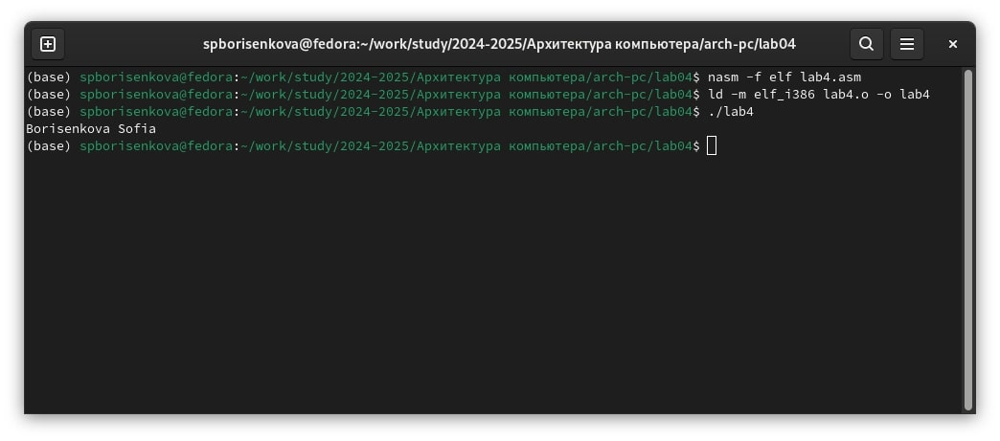 spborisenkova@fedora:~/work/study/2024-2025/Архитектура компьютера/arch-pc/lab04
(base) spborisenkova@fedora:~/work/study/2024-2025/Архитектура компьютера/arch-pc/lab04$ nasm -f elf lab4.asm
(base) spborisenkova@fedora:~/work/study/2024-2025/Архитектура компьютера/arch-pc/lab04$ ld -m elf_i386 lab4.o -o lab4
(base) spborisenkova@fedora:~/work/study/2024-2025/Архитектура компьютера/arch-pc/lab04$ ./lab4
Borisenkova Sofia
(base) spborisenkova@fedora:~/work/study/2024-2025/Архитектура компьютера/arch-pc/lab04$